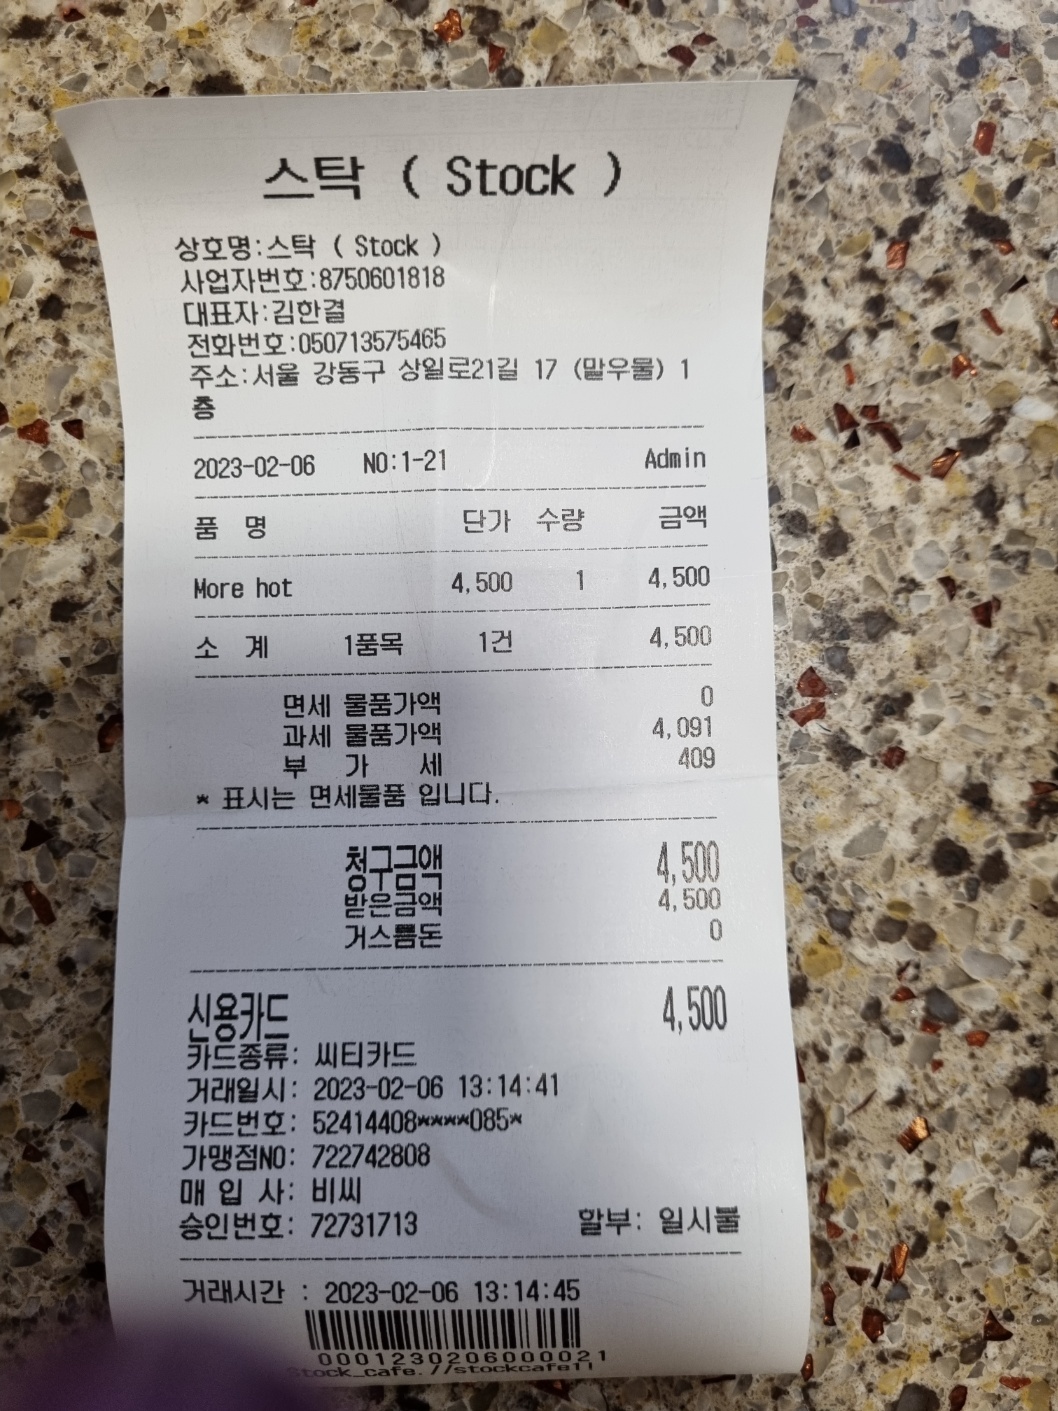 스탁 ( Stock )
상호명:스탁 ( Stock )
사업자번호:8750601818
대표자:김한결
전화번호:050713575465
주소:서울 강동구 상일로21길 17 (말우물) 1
층
2023-02-06 NO:1-21 Admin
품 명 단가 수량 금액
More hot 4,500 1 4,500
소 계 1품목 1건 4,500
면세 물품가액 0
과세 물품가액 4,091
부 가 세 409
* 표시는 면세물품 입니다.
청구금액 4,500
받은금액 4,500
거스름돈 0
신용카드 4,500
카드종류: 씨티카드
거래일시: 2023-02-06 13:14:41
카드번호: 52414408****085*
가맹점NO: 722742808
매 입 사: 비씨
승인번호: 72731713 할부: 일시불
거래시간 : 2023-02-06 13:14:45
0001230206000021